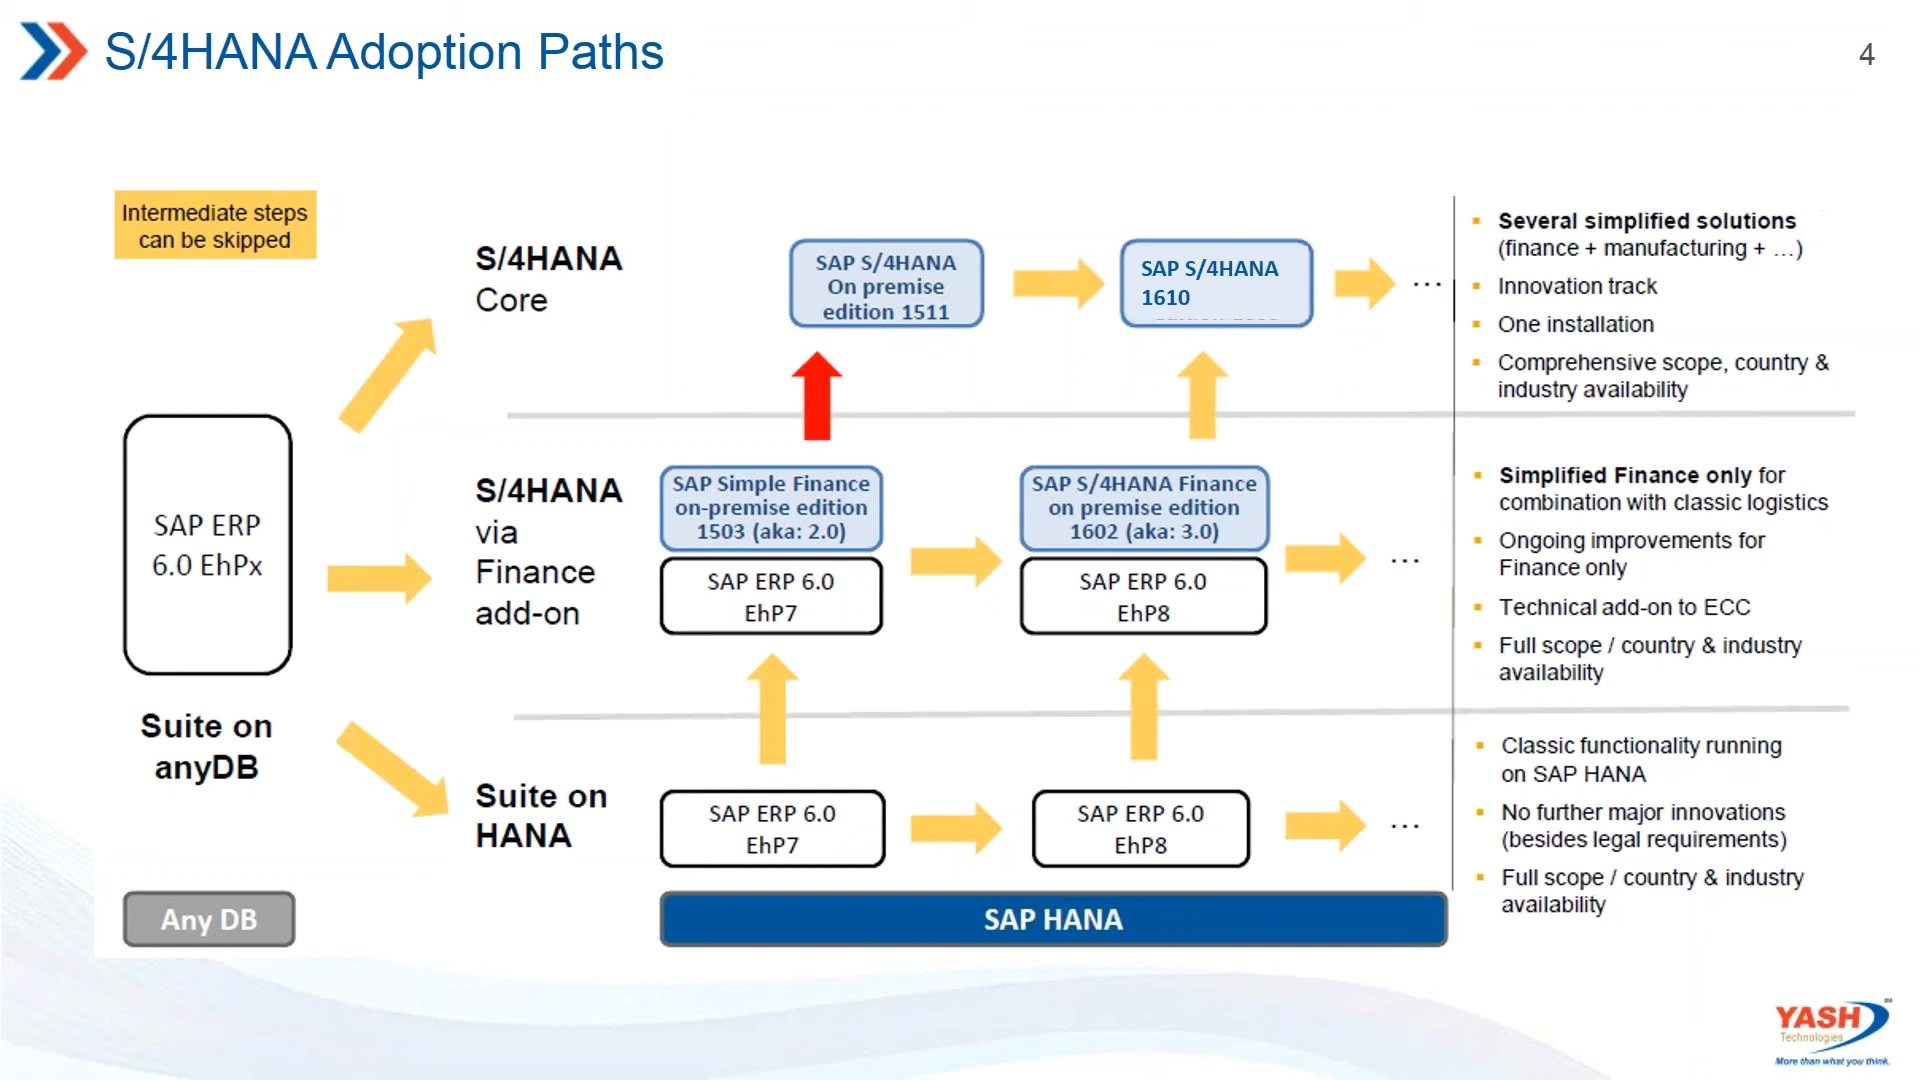 S/4HANA Adoption Paths
4
Intermediate steps
can be skipped
S/4HANA
Core
SAP S/4HANA
On premise
edition 1511
SAP S/4HANA
1610
...
Several simplified solutions
(finance + manufacturing + ...)
Innovation track
One installation
Comprehensive scope, country &
industry availability
SAP ERP
6.0 EhPx
Suite on
anyDB
S/4HANA
via
Finance
add-on
SAP Simple Finance
on-premise edition
1503 (aka: 2.0)
SAP ERP 6.0
EhP7
SAP S/4HANA Finance
on premise edition
1602 (aka: 3.0)
SAP ERP 6.0
EhP8
...
Simplified Finance only for
combination with classic logistics
Ongoing improvements for
Finance only
Technical add-on to ECC
Full scope / country & industry
availability
Suite on
HANA
SAP ERP 6.0
EhP7
SAP ERP 6.0
EhP8
...
Classic functionality running
on SAP HANA
No further major innovations
(besides legal requirements)
Full scope / country & industry
availability
Any DB
SAP HANA
YASH
Technologies
More than what you think.